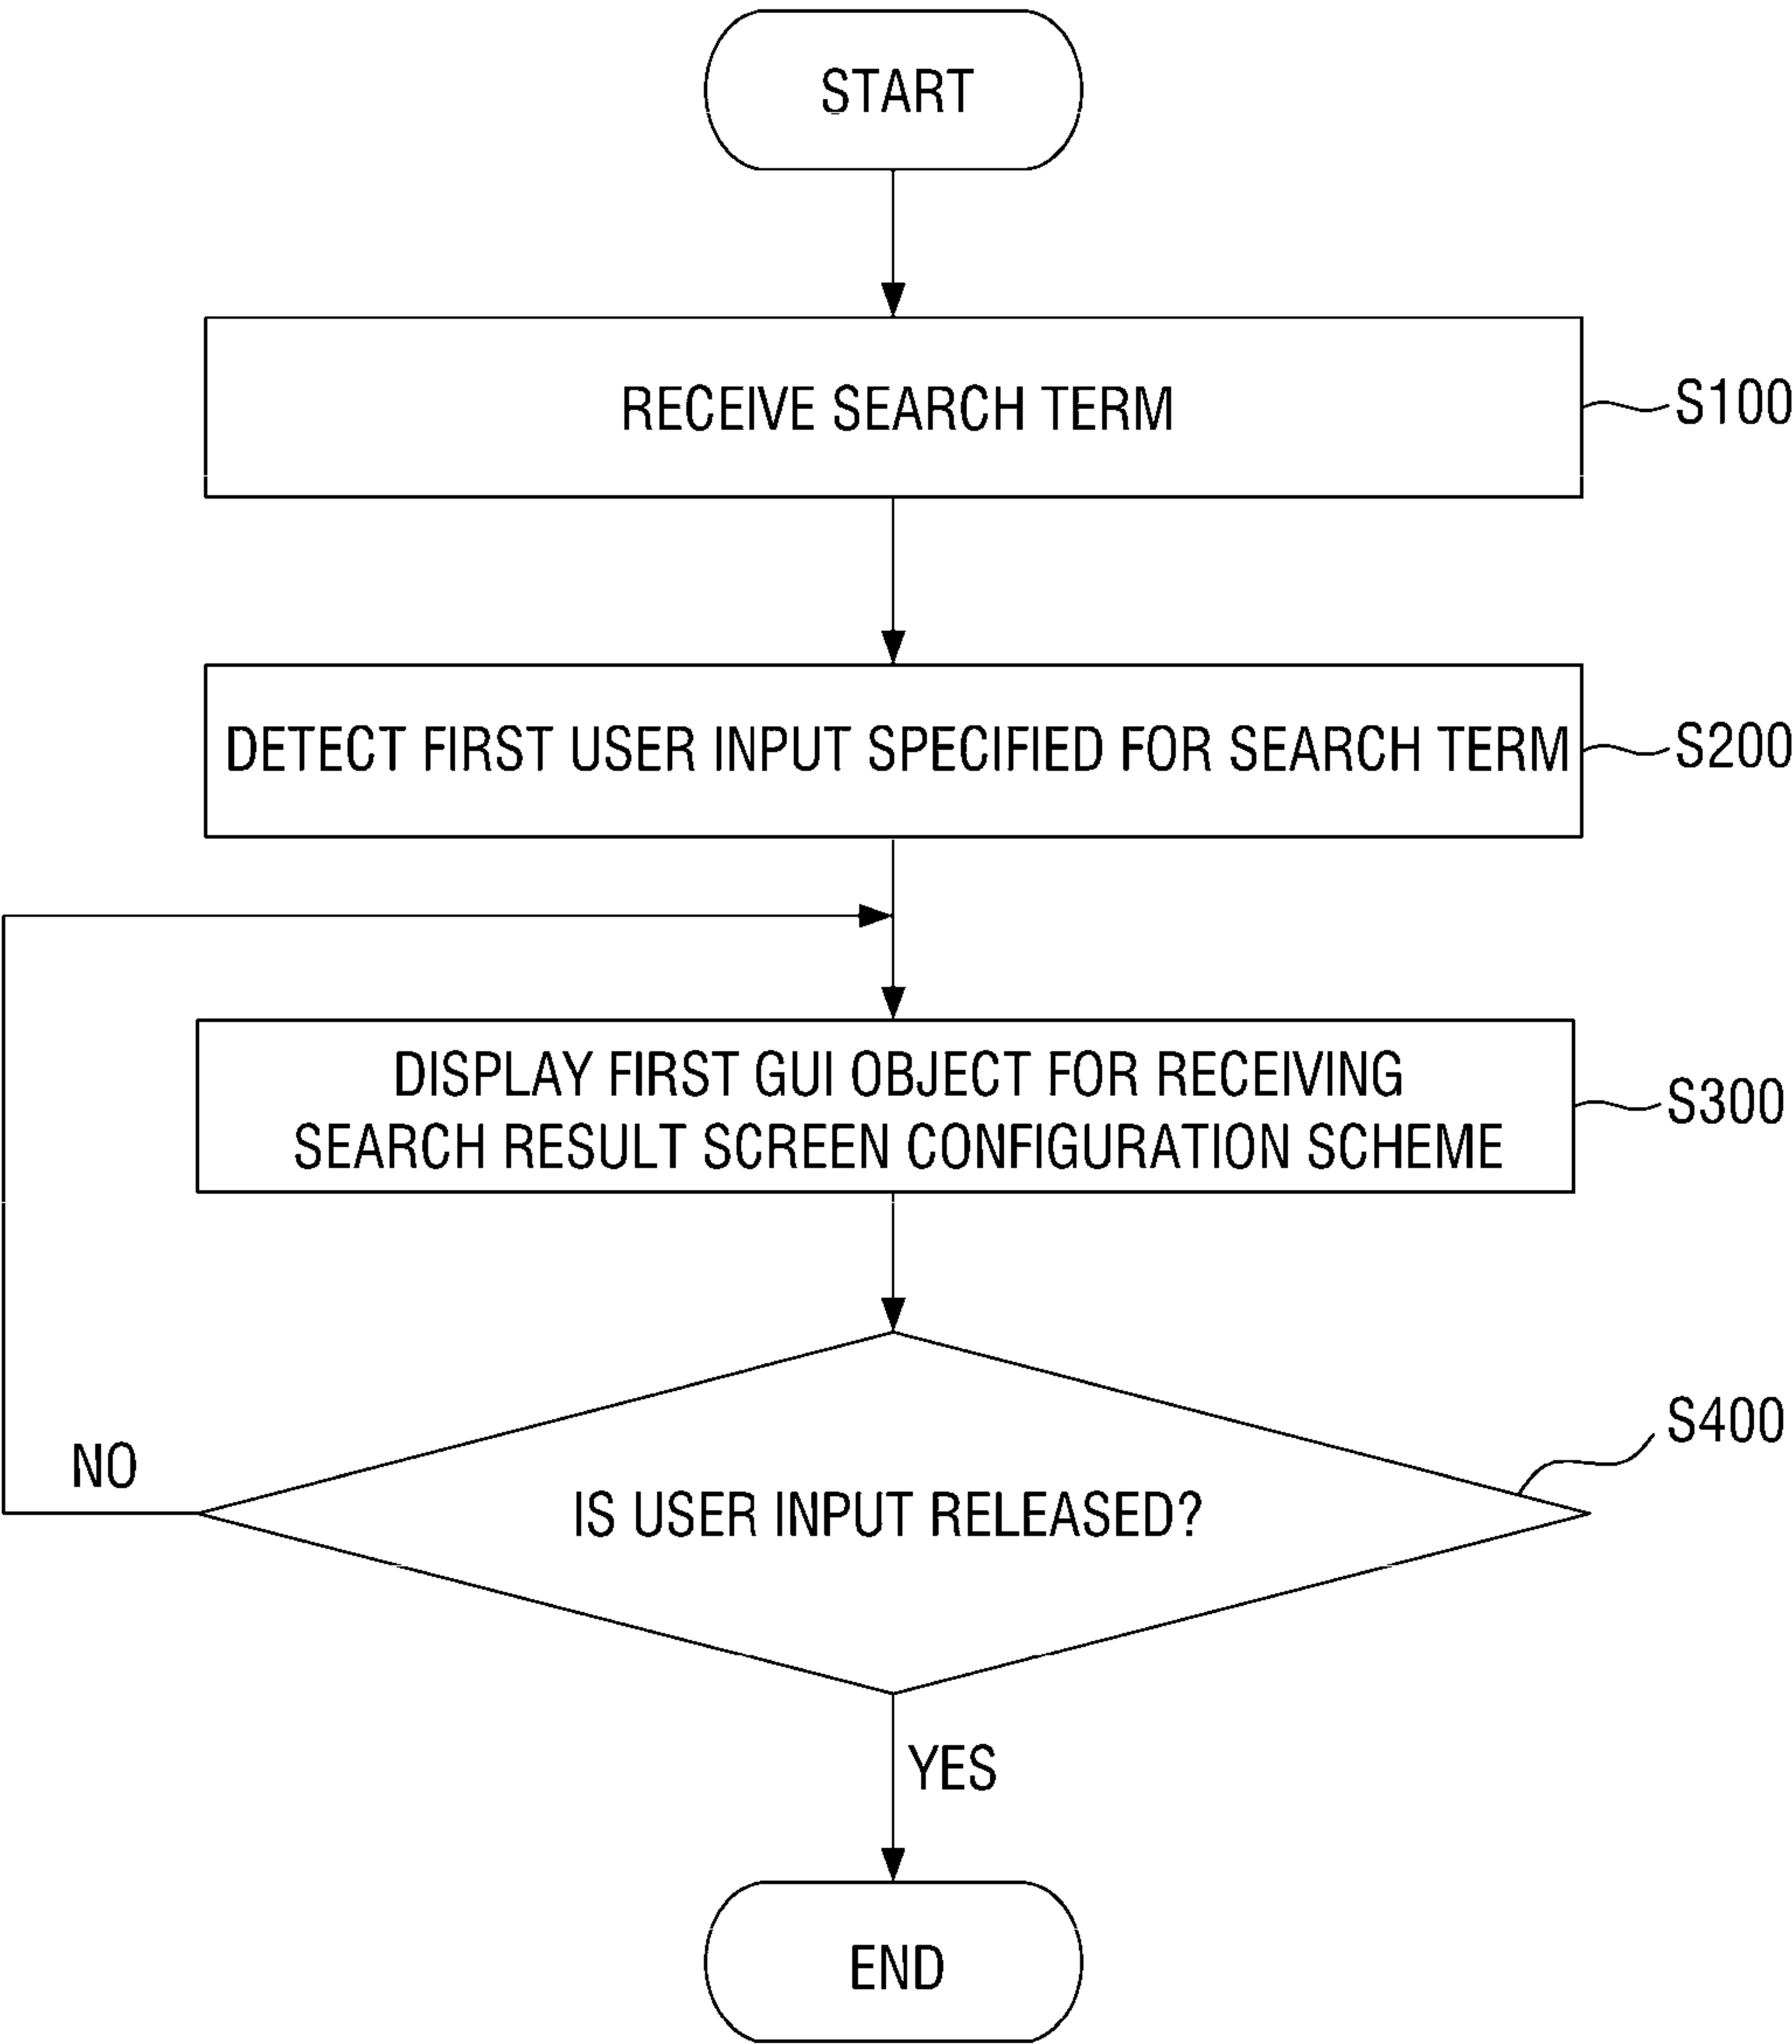 START
RECEIVE SEARCH TERM
S100
DETECT FIRST USER INPUT SPECIFIED FOR SEARCH TERM
S200
DISPLAY FIRST GUI OBJECT FOR RECEIVING
SEARCH RESULT SCREEN CONFIGURATION SCHEME
S300
S400
NO
IS USER INPUT RELEASED?
YES
END